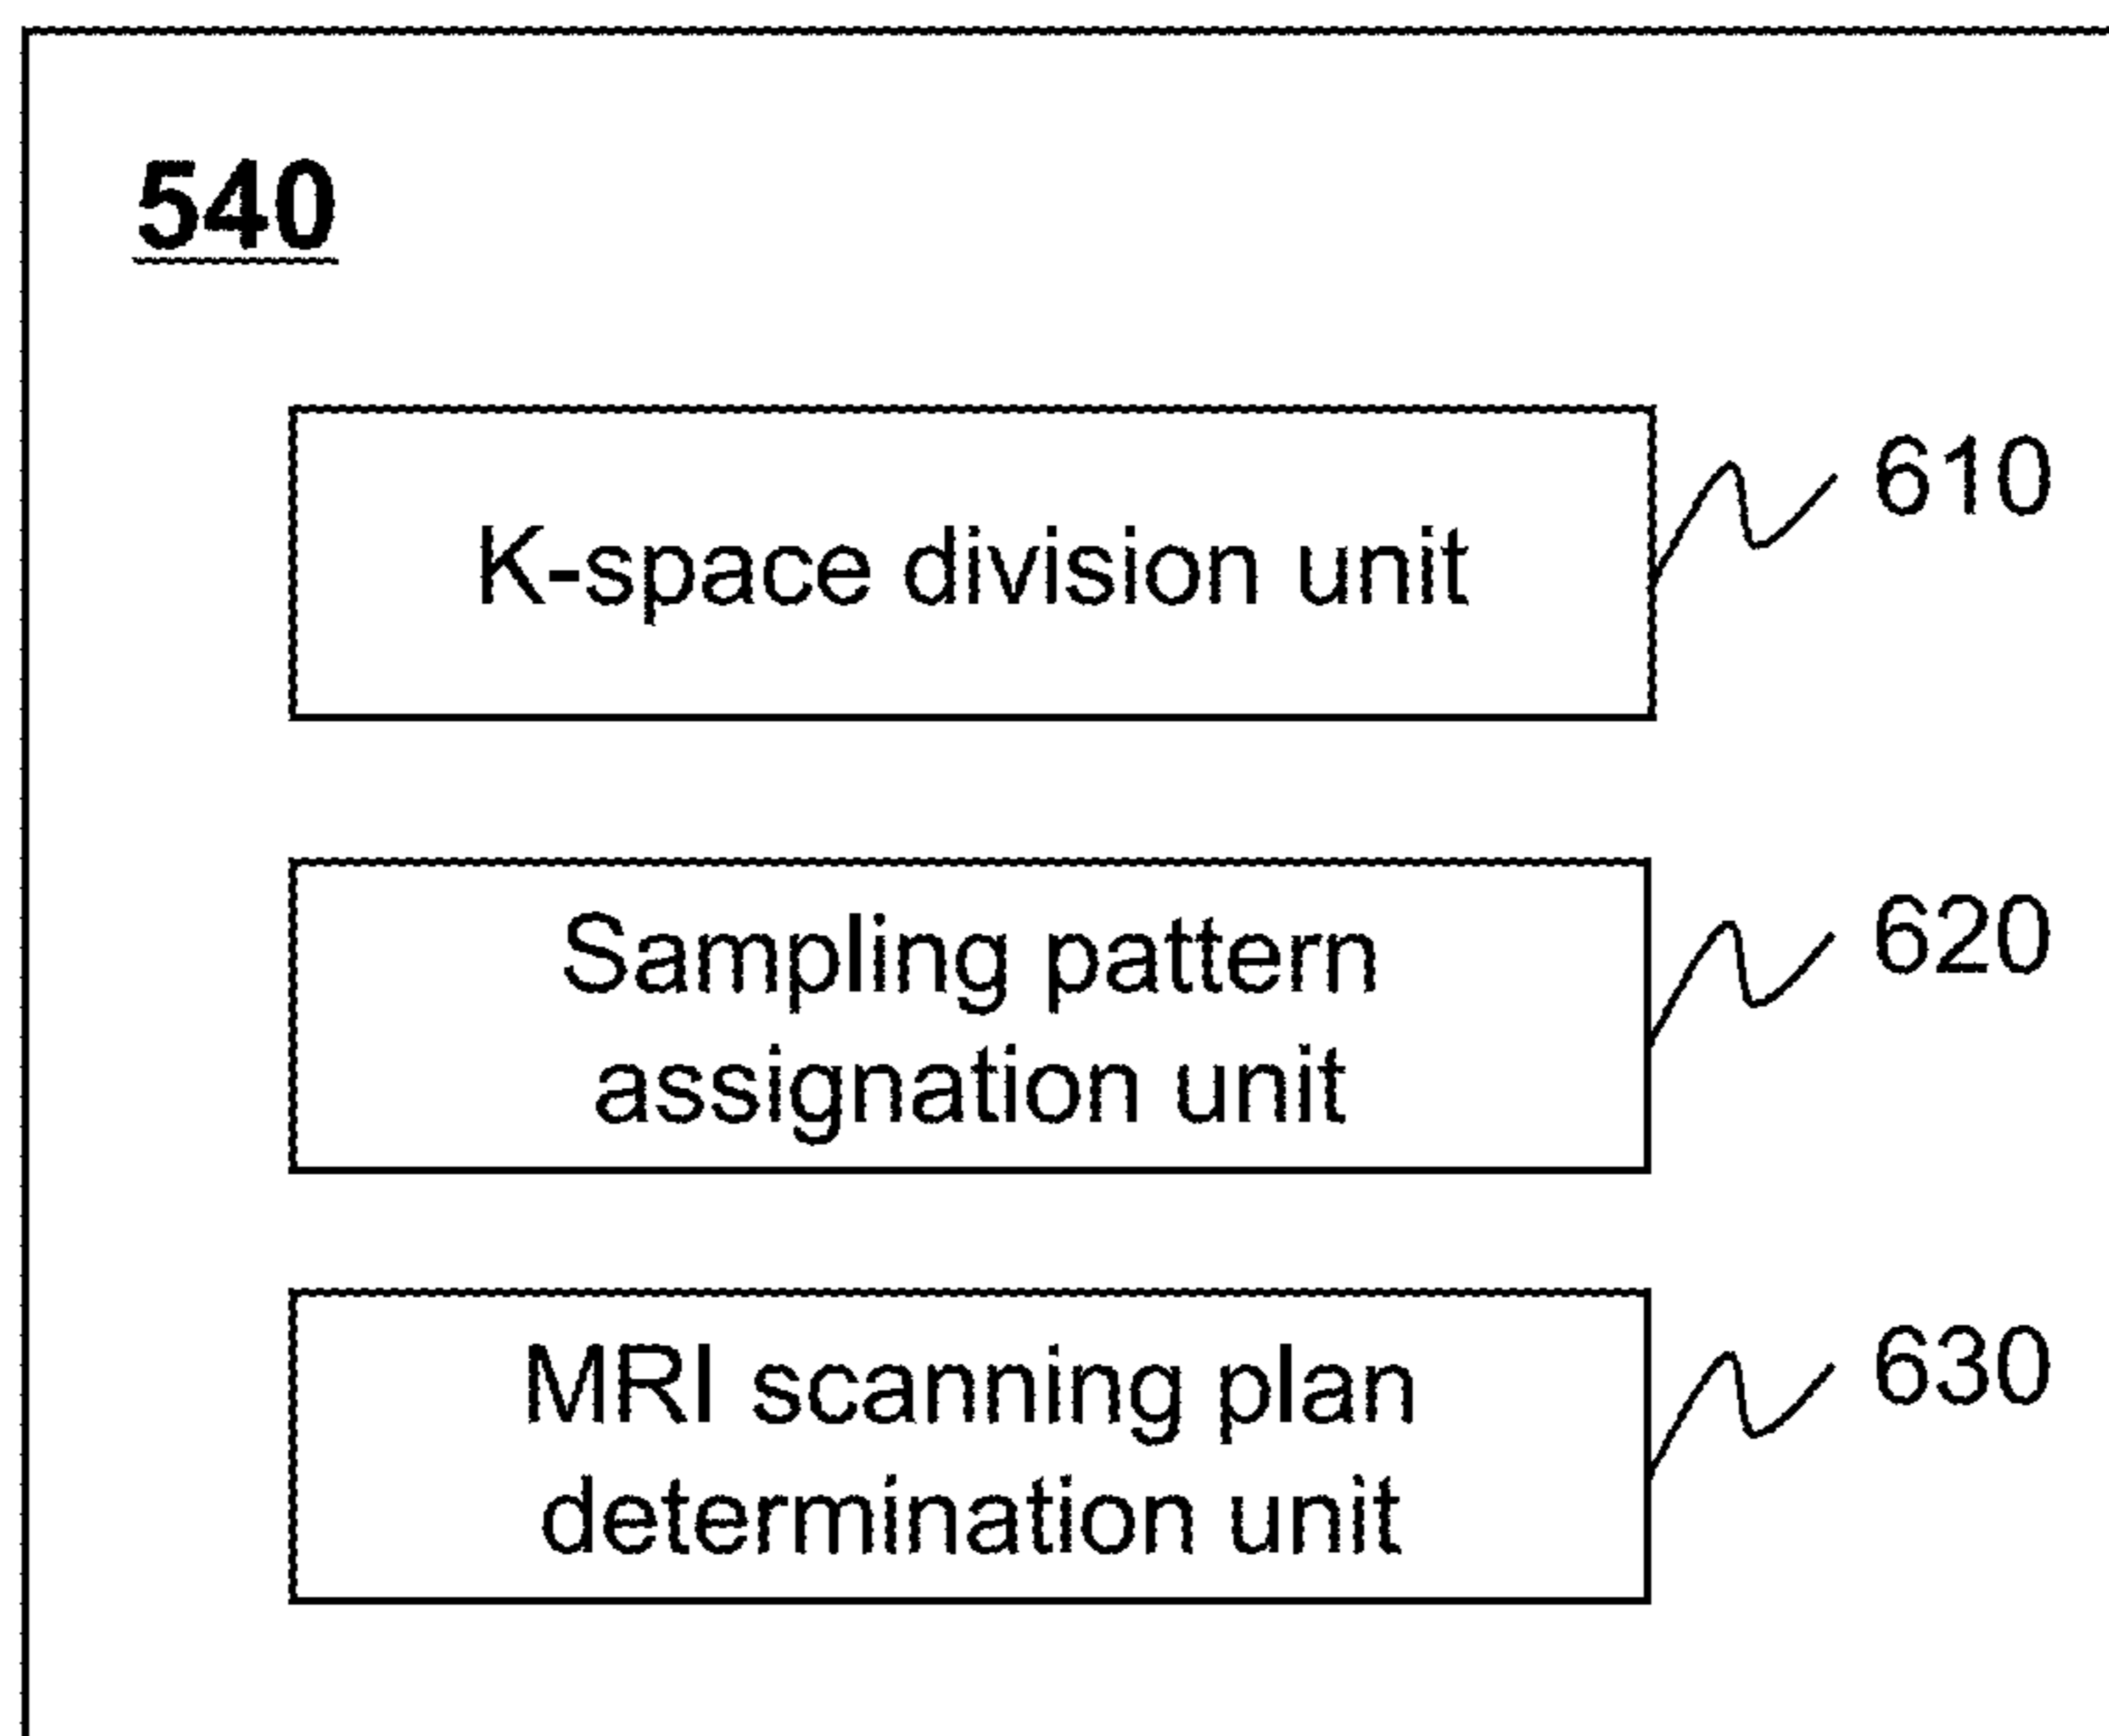 540
K-space division unit
610
Sampling pattern
assignation unit
620
MRI scanning plan
determination unit
630